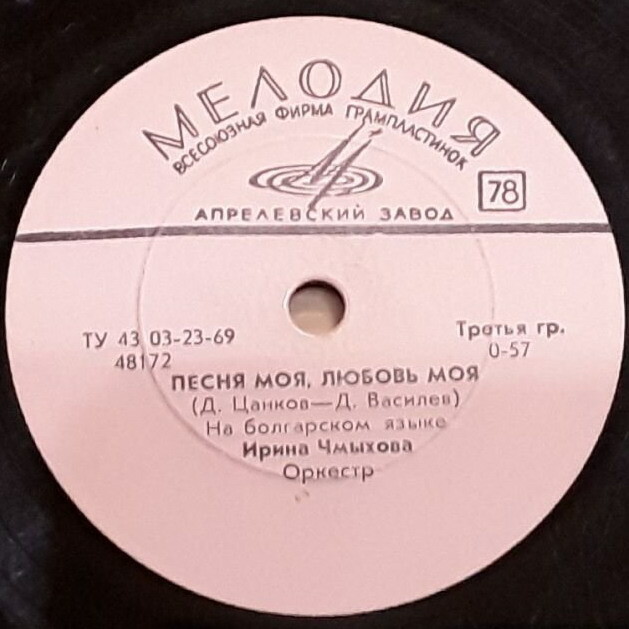 МЕЛОДИЯ
ВСЕСОЮЗНАЯ ФИРМА ГРАМПЛАСТИНОК
АПРЕЛЕВСКИЙ ЗАВОД
78
ТУ 43 03-23-69
48172
Третья гр.
0-57
ПЕСНЯ МОЯ, ЛЮБОВЬ МОЯ
(Д. Цанков—Д. Василев)
На болгарском языке
Ирина Чмыхова
Оркестр